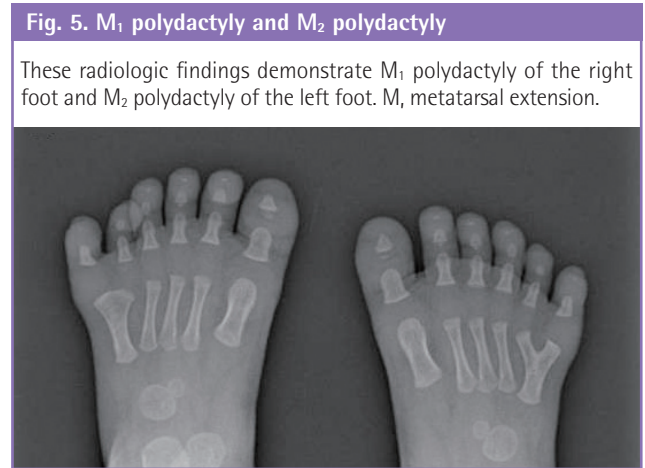 Fig. 5. M₁ polydactyly and M₂ polydactyly
These radiologic findings demonstrate M₁ polydactyly of the right
foot and M₂ polydactyly of the left foot. M, metatarsal extension.